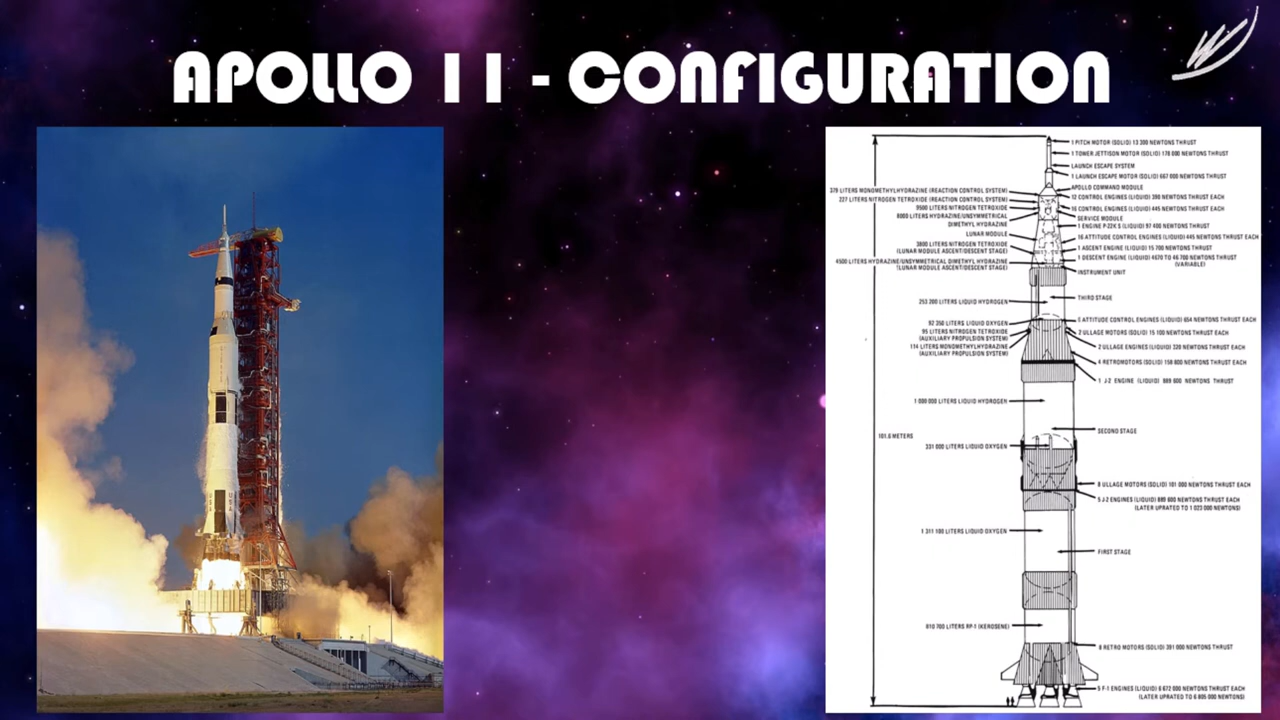 APOLLO 11 - CONFIGURATION
1 PITCH MOTOR (SOLID) 13 300 NEWTONS THRUST
1 TOWER JETTISON MOTOR (SOLID) 178 000 NEWTONS THRUST
LAUNCH ESCAPE SYSTEM
1 LAUNCH ESCAPE MOTOR (SOLID) 667 000 NEWTONS THRUST
APOLLO COMMAND MODULE
12 CONTROL ENGINES (LIQUID) 390 NEWTONS THRUST EACH
16 CONTROL ENGINES (LIQUID) 445 NEWTONS THRUST EACH
SERVICE MODULE
1 ENGINE P-22K S (LIQUID) 97 400 NEWTONS THRUST
16 ATTITUDE CONTROL ENGINES (LIQUID) 445 NEWTONS THRUST EACH
1 ASCENT ENGINE (LIQUID) 15 700 NEWTONS THRUST
1 DESCENT ENGINE (LIQUID) 4670 TO 46 700 NEWTONS THRUST
(VARIABLE)
INSTRUMENT UNIT
THIRD STAGE
ATTITUDE CONTROL ENGINES (LIQUID) 654 NEWTONS THRUST EACH
2 ULLAGE MOTORS (SOLID) 15 100 NEWTONS THRUST EACH
2 ULLAGE ENGINES (LIQUID) 320 NEWTONS THRUST EACH
4 RETROMOTORS (SOLID) 158 800 NEWTONS THRUST EACH
1 J-2 ENGINE (LIQUID) 889 600 NEWTONS THRUST
SECOND STAGE
8 ULLAGE MOTORS (SOLID) 101 000 NEWTONS THRUST EACH
5 J-2 ENGINES (LIQUID) 889 600 NEWTONS THRUST EACH
(LATER UPRATED TO 1 023 000 NEWTONS)
FIRST STAGE
8 RETRO MOTORS (SOLID) 391 000 NEWTONS THRUST
5 F-1 ENGINES (LIQUID) 6 672 000 NEWTONS THRUST EACH
(LATER UPRATED TO 6 805 000 NEWTONS)
379 LITERS MONOMETHYLHYDRAZINE (REACTION CONTROL SYSTEM)
227 LITERS NITROGEN TETROXIDE (REACTION CONTROL SYSTEM)
9500 LITERS NITROGEN TETROXIDE
8000 LITERS HYDRAZINE/UNSYMMETRICAL
DIMETHYL HYDRAZINE
LUNAR MODULE
3800 LITERS NITROGEN TETROXIDE
(LUNAR MODULE ASCENT/DESCENT STAGE)
4500 LITERS HYDRAZINE/UNSYMMETRICAL DIMETHYL HYDRAZINE
(LUNAR MODULE ASCENT/DESCENT STAGE)
253 200 LITERS LIQUID HYDROGEN
92 350 LITERS LIQUID OXYGEN
95 LITERS NITROGEN TETROXIDE
(AUXILIARY PROPULSION SYSTEM)
114 LITERS MONOMETHYLHYDRAZINE
(AUXILIARY PROPULSION SYSTEM)
1 000 000 LITERS LIQUID HYDROGEN
101.6 METERS
331 000 LITERS LIQUID OXYGEN
1 311 100 LITERS LIQUID OXYGEN
810 700 LITERS RP-1 (KEROSENE)